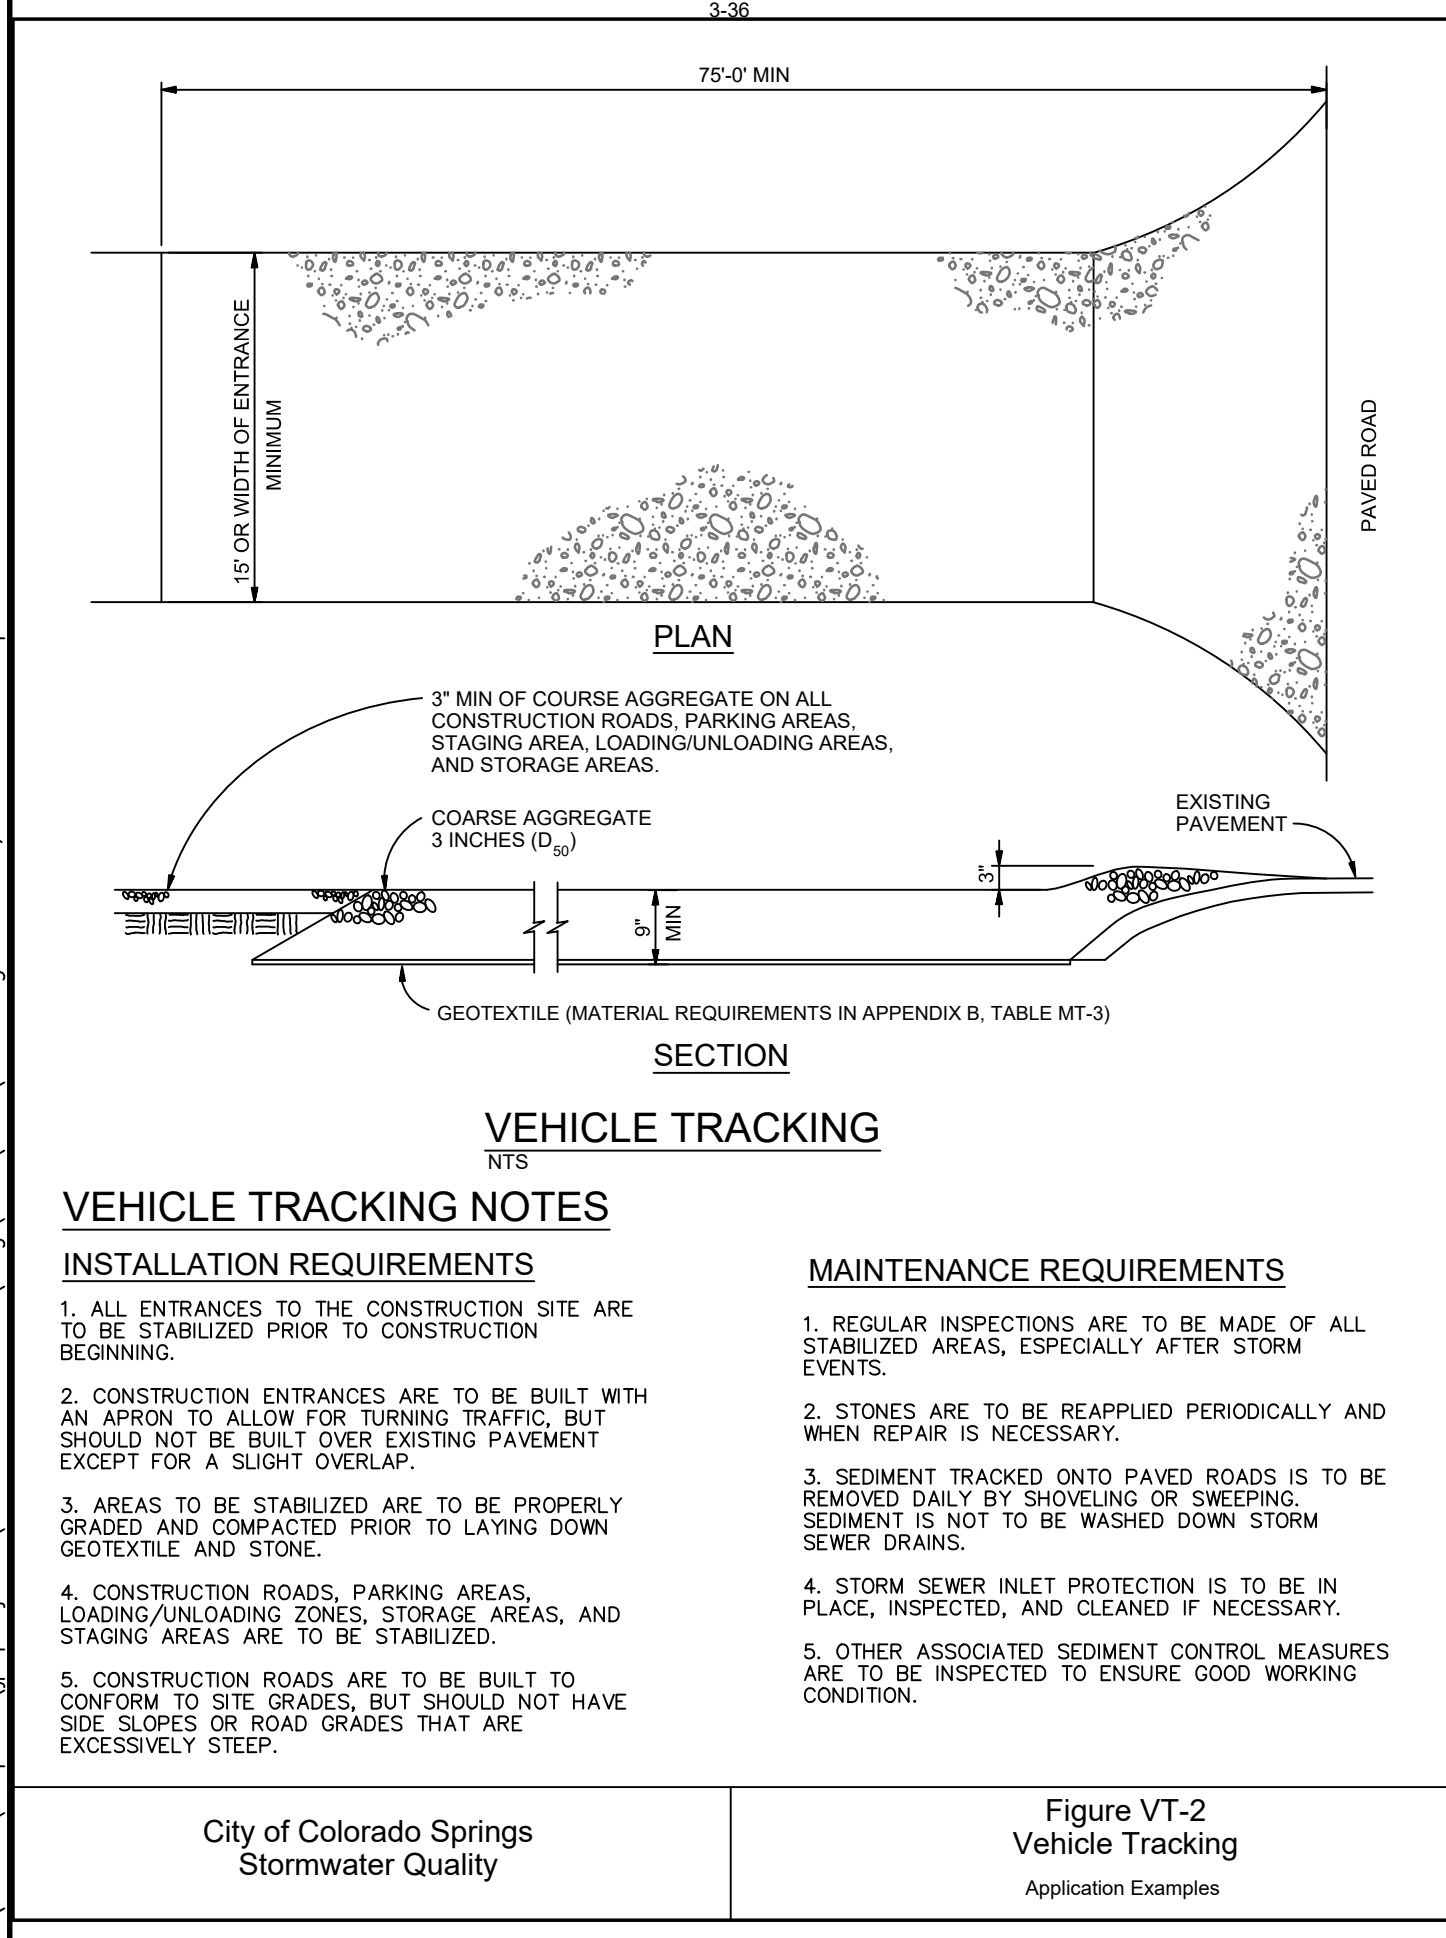 3-36
75'-0' MIN
15' OR WIDTH OF ENTRANCE
MINIMUM
PAVED ROAD
PLAN
3" MIN OF COURSE AGGREGATE ON ALL
CONSTRUCTION ROADS, PARKING AREAS,
STAGING AREA, LOADING/UNLOADING AREAS,
AND STORAGE AREAS.
COARSE AGGREGATE
3 INCHES (D50)
EXISTING
PAVEMENT
3"
9"
MIN
GEOTEXTILE (MATERIAL REQUIREMENTS IN APPENDIX B, TABLE MT-3)
SECTION
VEHICLE TRACKING
NTS
VEHICLE TRACKING NOTES
INSTALLATION REQUIREMENTS
1. ALL ENTRANCES TO THE CONSTRUCTION SITE ARE
TO BE STABILIZED PRIOR TO CONSTRUCTION
BEGINNING.
2. CONSTRUCTION ENTRANCES ARE TO BE BUILT WITH
AN APRON TO ALLOW FOR TURNING TRAFFIC, BUT
SHOULD NOT BE BUILT OVER EXISTING PAVEMENT
EXCEPT FOR A SLIGHT OVERLAP.
3. AREAS TO BE STABILIZED ARE TO BE PROPERLY
GRADED AND COMPACTED PRIOR TO LAYING DOWN
GEOTEXTILE AND STONE.
4. CONSTRUCTION ROADS, PARKING AREAS,
LOADING/UNLOADING ZONES, STORAGE AREAS, AND
STAGING AREAS ARE TO BE STABILIZED.
5. CONSTRUCTION ROADS ARE TO BE BUILT TO
CONFORM TO SITE GRADES, BUT SHOULD NOT HAVE
SIDE SLOPES OR ROAD GRADES THAT ARE
EXCESSIVELY STEEP.
MAINTENANCE REQUIREMENTS
1. REGULAR INSPECTIONS ARE TO BE MADE OF ALL
STABILIZED AREAS, ESPECIALLY AFTER STORM
EVENTS.
2. STONES ARE TO BE REAPPLIED PERIODICALLY AND
WHEN REPAIR IS NECESSARY.
3. SEDIMENT TRACKED ONTO PAVED ROADS IS TO BE
REMOVED DAILY BY SHOVELING OR SWEEPING.
SEDIMENT IS NOT TO BE WASHED DOWN STORM
SEWER DRAINS.
4. STORM SEWER INLET PROTECTION IS TO BE IN
PLACE, INSPECTED, AND CLEANED IF NECESSARY.
5. OTHER ASSOCIATED SEDIMENT CONTROL MEASURES
ARE TO BE INSPECTED TO ENSURE GOOD WORKING
CONDITION.
City of Colorado Springs
Stormwater Quality
Figure VT-2
Vehicle Tracking
Application Examples